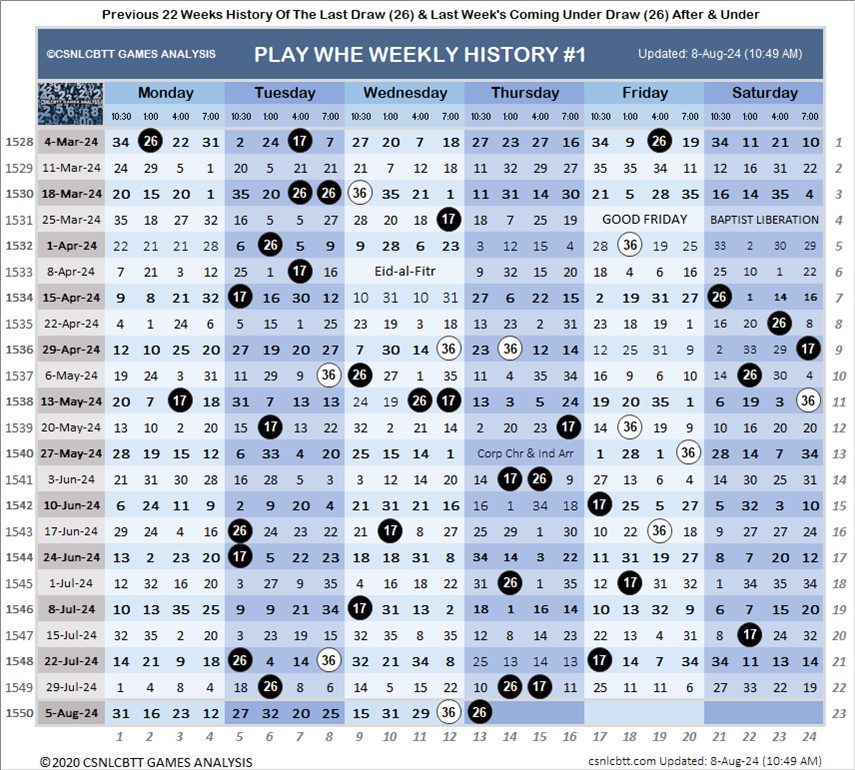 Previous 22 Weeks History Of The Last Draw (26) & Last Week's Coming Under Draw (26) After & Under
©CSNLCBTT GAMES ANALYSIS PLAY WHE WEEKLY HISTORY #1 Updated: 8-Aug-24 (10:49 AM)
Monday Tuesday Wednesday Thursday Friday Saturday
CSNLCBTT GAMES ANALYSIS
10:30 1:00 4:00 7:00 10:30 1:00 4:00 7:00 10:30 1:00 4:00 7:00 10:30 1:00 4:00 7:00 10:30 1:00 4:00 7:00 10:30 1:00 4:00 7:00
1528 4-Mar-24 34 26 22 31 2 24 17 7 27 20 7 18 27 23 27 16 34 9 26 19 34 11 21 10 1
1529 11-Mar-24 24 29 5 1 20 5 21 21 21 7 12 18 11 32 29 27 35 35 34 11 12 16 31 22 2
1530 18-Mar-24 20 15 20 1 35 20 26 26 36 35 21 1 11 31 14 30 21 5 28 35 16 14 35 4 3
1531 25-Mar-24 35 18 27 32 16 5 5 27 28 20 18 17 18 7 25 19 GOOD FRIDAY BAPTIST LIBERATION 4
1532 1-Apr-24 22 21 21 28 6 26 5 9 9 28 6 23 3 12 15 4 28 36 19 25 33 2 30 29 5
1533 8-Apr-24 7 21 3 12 25 1 17 16 Eid-al-Fitr 9 32 15 20 18 4 6 16 25 10 1 22 6
1534 15-Apr-24 9 8 21 32 17 16 30 12 10 31 10 31 27 6 22 15 2 19 31 27 26 1 14 16 7
1535 22-Apr-24 4 1 24 6 5 15 1 25 23 19 3 18 13 23 2 31 23 18 19 1 16 20 26 8 8
1536 29-Apr-24 12 10 25 20 27 19 20 27 7 30 14 36 23 36 12 14 12 25 31 9 2 33 29 17 9
1537 6-May-24 19 24 3 31 11 29 9 36 26 27 1 35 11 4 35 34 16 9 6 10 14 26 30 4 10
1538 13-May-24 20 7 17 18 31 7 13 13 24 19 26 17 13 3 5 24 19 20 35 1 6 19 3 36 11
1539 20-May-24 13 10 2 20 15 17 13 22 32 2 21 14 2 20 23 17 18 36 19 9 10 16 20 20 12
1540 27-May-24 28 19 15 12 6 33 4 20 25 15 14 1 Corp Chr & Ind Arr 1 28 1 36 28 14 7 34 13
1541 3-Jun-24 21 31 30 28 16 28 5 3 3 12 14 20 14 17 26 9 27 13 6 4 14 30 25 31 14
1542 10-Jun-24 6 24 11 9 2 9 20 4 21 31 21 16 16 1 34 18 17 25 5 27 5 32 3 10 15
1543 17-Jun-24 29 24 4 16 26 24 23 22 10 17 8 27 25 29 1 30 10 22 36 18 9 27 27 24 16
1544 24-Jun-24 13 2 23 20 17 5 22 23 18 18 31 8 34 14 3 22 11 31 19 27 8 7 20 12 17
1545 1-Jul-24 12 32 16 20 3 27 9 35 4 16 18 22 31 26 1 35 12 17 31 4 1 34 35 34 18
1546 8-Jul-24 10 13 35 25 9 9 21 34 17 31 13 2 18 1 16 14 10 13 32 9 6 7 15 20 19
1547 15-Jul-24 32 35 2 20 3 23 19 15 32 35 8 35 12 8 14 23 22 13 4 31 8 17 24 32 20
1548 22-Jul-24 14 21 9 18 26 4 14 36 32 21 34 8 25 13 14 13 17 14 7 34 34 11 13 14 21
1549 29-Jul-24 1 4 8 4 18 26 8 6 14 5 15 22 10 26 17 11 25 11 11 6 27 33 22 19 22
1550 5-Aug-24 31 16 23 12 27 32 20 25 15 31 29 36 26 23
1 2 3 4 5 6 7 8 9 10 11 12 13 14 15 16 17 18 19 20 21 22 23 24
©2020 CSNLCBTT GAMES ANALYSIS csnlcbtt.com Updated: 8-Aug-24 (10:49 AM)